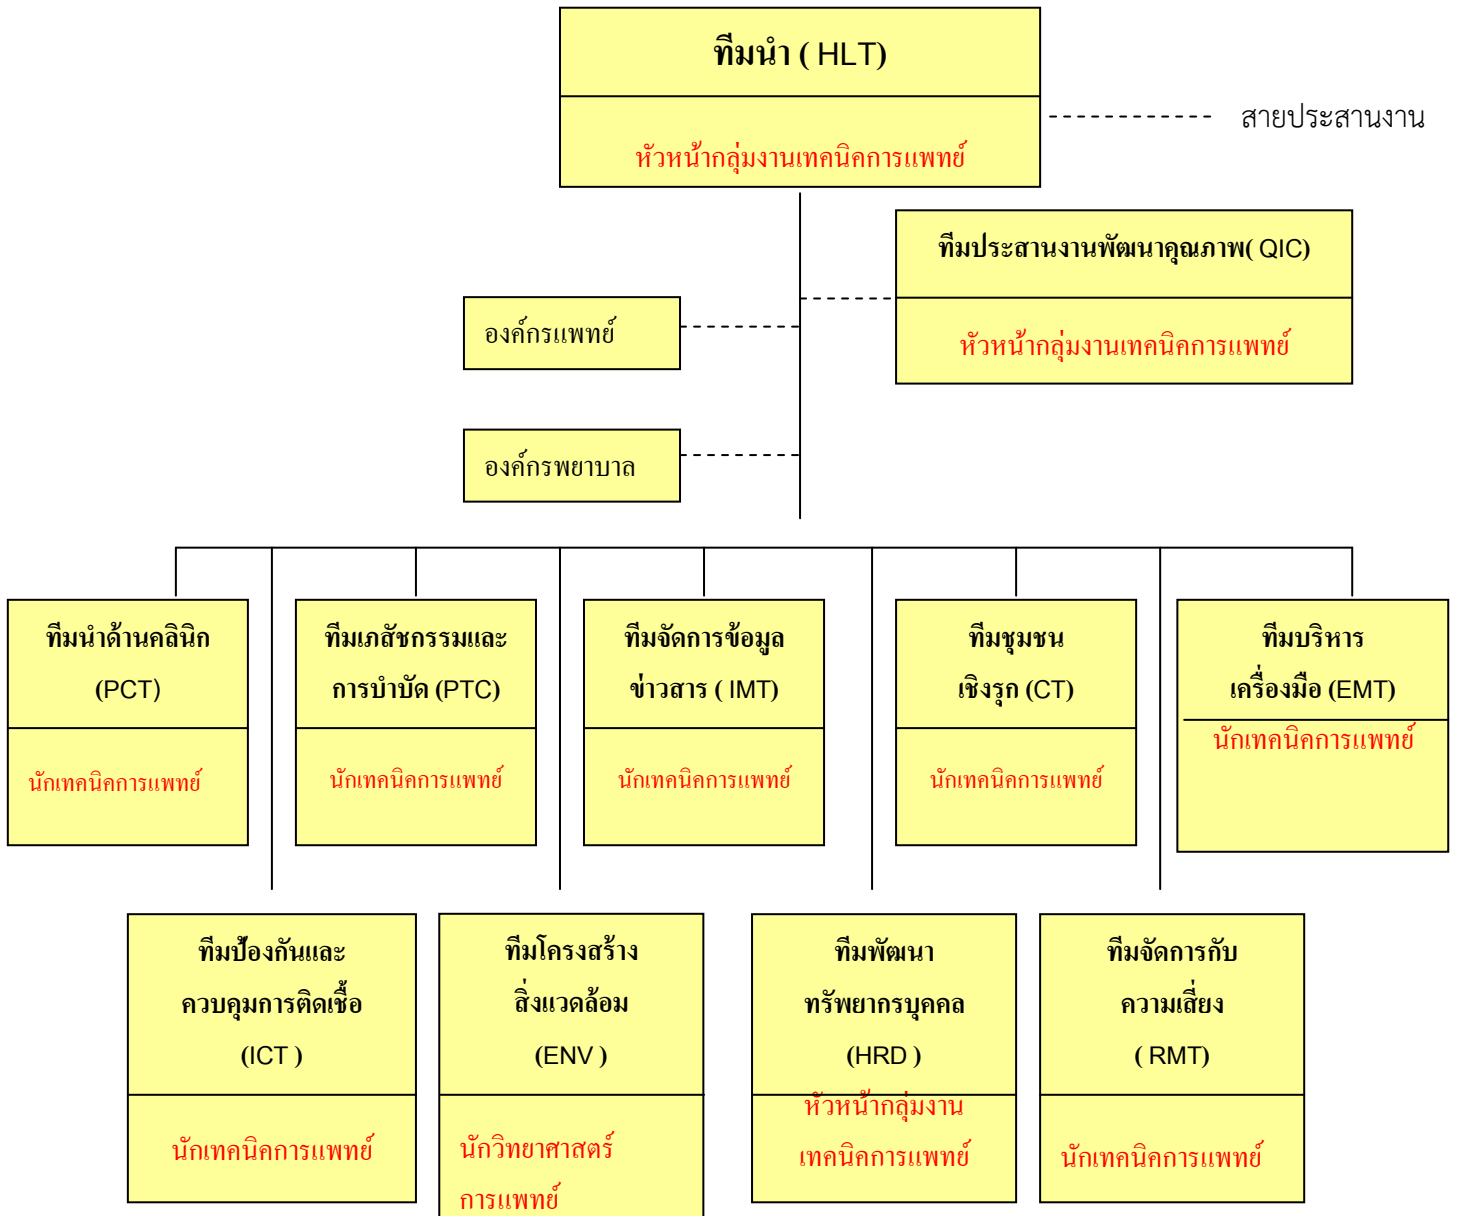 ทีมนำ ( HLT)
หัวหน้ากลุ่มงานเทคนิคการแพทย์
สายประสานงาน
ทีมประสานงานพัฒนาคุณภาพ( QIC)
หัวหน้ากลุ่มงานเทคนิคการแพทย์
องค์กรแพทย์
องค์กรพยาบาล
ทีมนำด้านคลินิก
(PCT)
นักเทคนิคการแพทย์
ทีมเภสัชกรรมและ
การบำบัด (PTC)
นักเทคนิคการแพทย์
ทีมจัดการข้อมูล
ข่าวสาร ( IMT)
นักเทคนิคการแพทย์
ทีมชุมชน
เชิงรุก (CT)
นักเทคนิคการแพทย์
ทีมบริหาร
เครื่องมือ (EMT)
นักเทคนิคการแพทย์
ทีมป้องกันและ
ควบคุมการติดเชื้อ
(ICT )
นักเทคนิคการแพทย์
ทีมโครงสร้าง
สิ่งแวดล้อม
(ENV )
นักวิทยาศาสตร์
การแพทย์
ทีมพัฒนา
ทรัพยากรบุคคล
(HRD )
หัวหน้ากลุ่มงาน
เทคนิคการแพทย์
ทีมจัดการกับ
ความเสี่ยง
( RMT)
นักเทคนิคการแพทย์